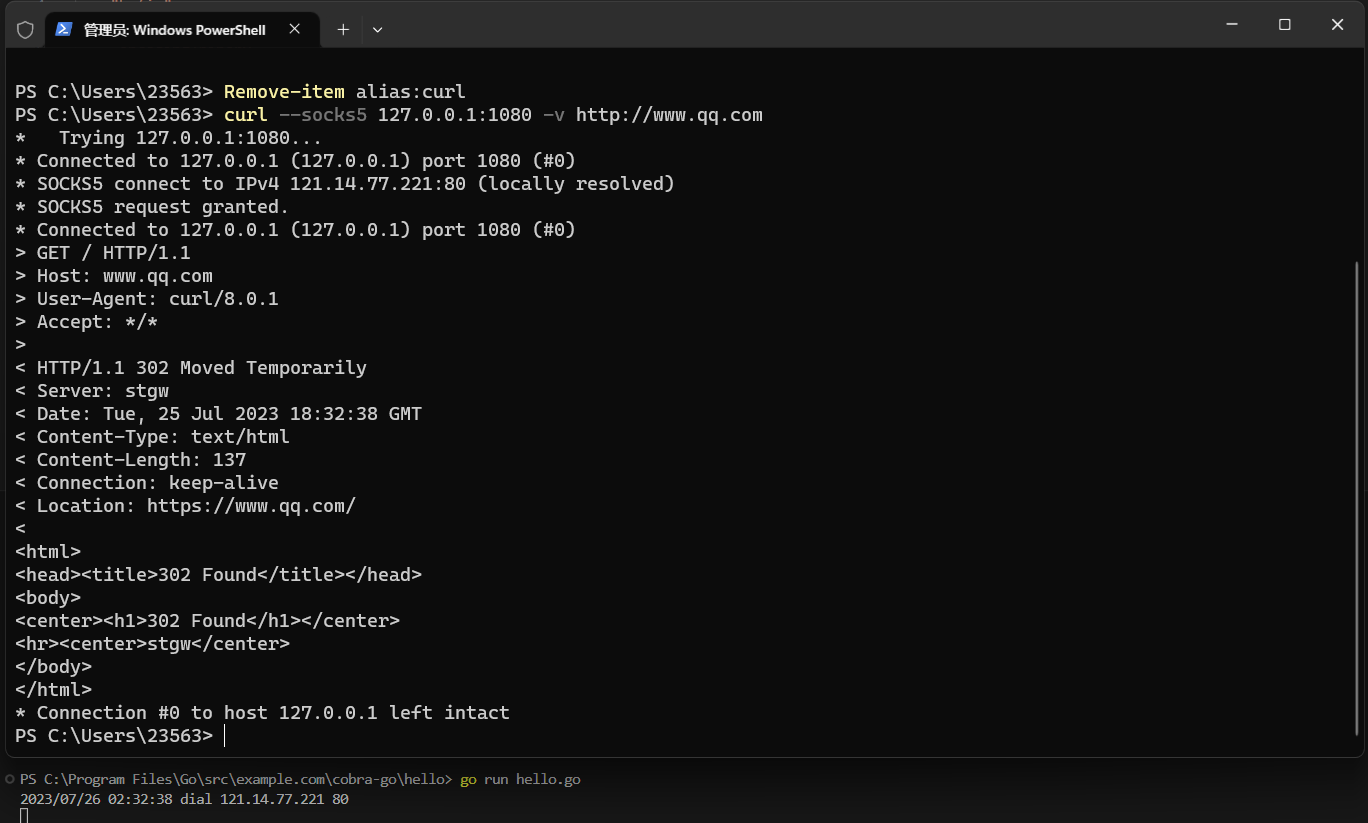 管理员: Windows PowerShell
PS C:\Users\23563> Remove-item alias:curl
PS C:\Users\23563> curl --socks5 127.0.0.1:1080 -v http://www.qq.com
*   Trying 127.0.0.1:1080...
* Connected to 127.0.0.1 (127.0.0.1) port 1080 (#0)
* SOCKS5 connect to IPv4 121.14.77.221:80 (locally resolved)
* SOCKS5 request granted.
* Connected to 127.0.0.1 (127.0.0.1) port 1080 (#0)
> GET / HTTP/1.1
> Host: www.qq.com
> User-Agent: curl/8.0.1
> Accept: */*
>
< HTTP/1.1 302 Moved Temporarily
< Server: stgw
< Date: Tue, 25 Jul 2023 18:32:38 GMT
< Content-Type: text/html
< Content-Length: 137
< Connection: keep-alive
< Location: https://www.qq.com/
<
<html>
<head><title>302 Found</title></head>
<body>
<center><h1>302 Found</h1></center>
<hr><center>stgw</center>
</body>
</html>
* Connection #0 to host 127.0.0.1 left intact
PS C:\Users\23563>
PS C:\Program Files\Go\src\example.com\cobra-go\hello> go run hello.go
2023/07/26 02:32:38 dial 121.14.77.221 80